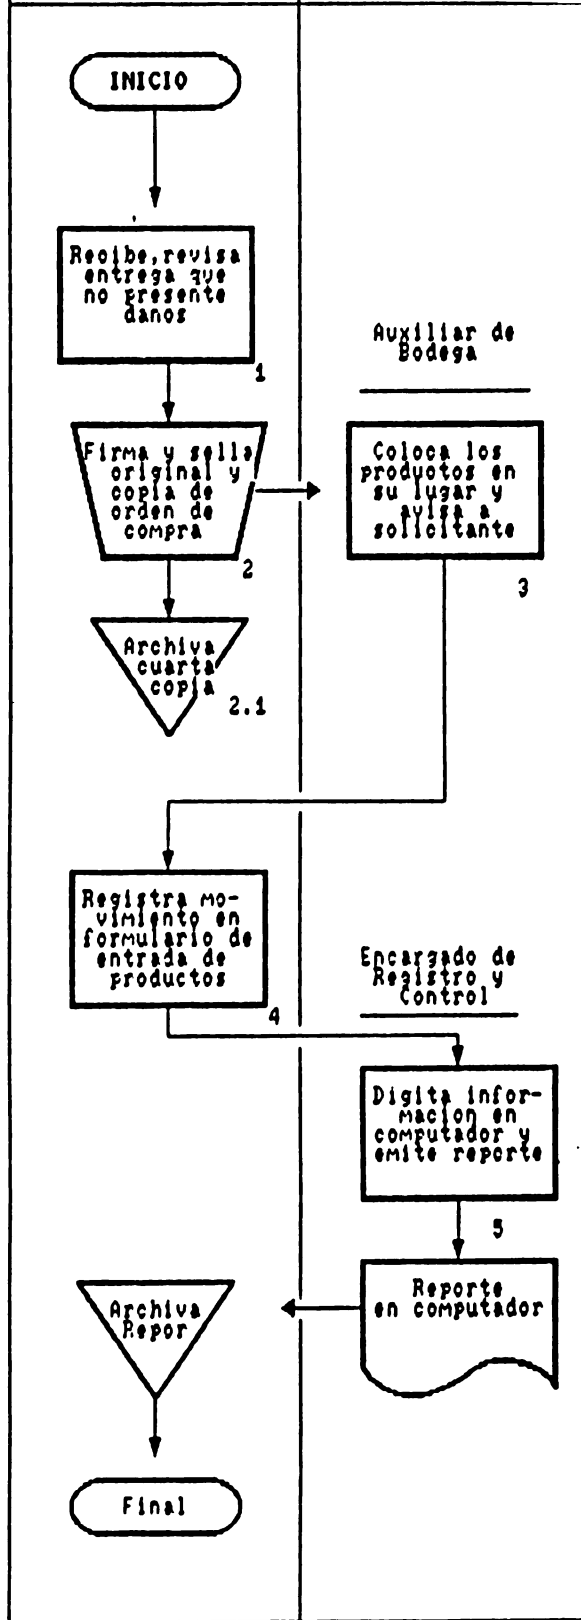 INICIO
Recibe, revisa
entrega que
no presente
danos
1
Auxiliar de
Bodega
Firma y sella
original y
copia de
orden de
compra
2
Coloca los
productos en
su lugar y
avisa a
solicitante
3
Archiva
cuarta
copia
2.1
Registra mo-
vimiento en
formulario de
entrada de
productos
4
Encargado de
Registro y
Control
Digita infor-
macion en
computador y
emite reporte
5
Reporte
en computador
Archiva
Repor
Final